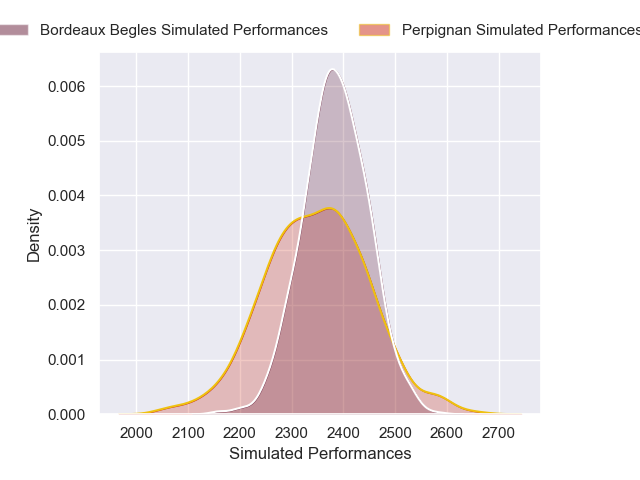 Bordeaux Begles Simulated Performances Perpignan Simulated Performances
0.006
0.005
0.004
0.003
0.002
0.001
0.000
Density
2000 2100 2200 2300 2400 2500 2600 2700
Simulated Performances